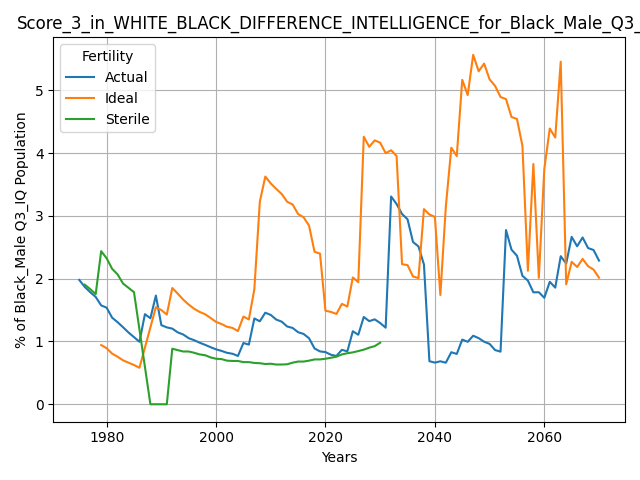 Score_3_in_WHITE_BLACK_DIFFERENCE_INTELLIGENCE_for_Black_Male_Q3_
Fertility
Actual
Ideal
Sterile
% of Black_Male Q3_IQ Population
5
4
3
2
1
0
1980 2000 2020 2040 2060
Years